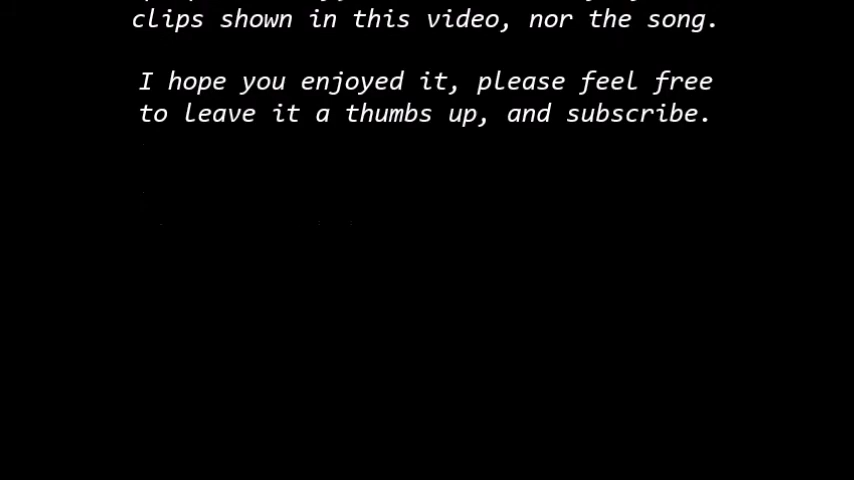 clips shown in this video, nor the song.
I hope you enjoyed it, please feel free
to leave it a thumbs up, and subscribe.